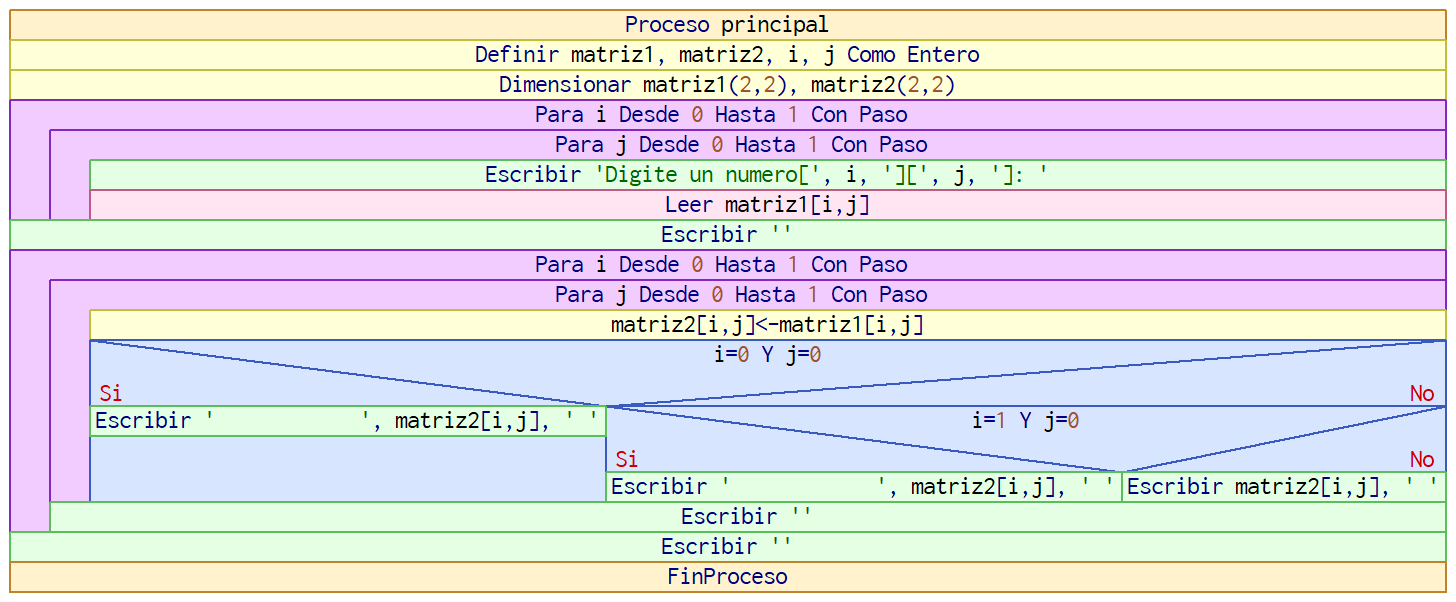 Proceso principal
Definir matriz1, matriz2, i, j Como Entero
Dimensionar matriz1(2,2), matriz2(2,2)
Para i Desde 0 Hasta 1 Con Paso
Para j Desde 0 Hasta 1 Con Paso
Escribir 'Digite un numero[', i, '][', j, ']: '
Leer matriz1[i,j]
Escribir ''
Para i Desde 0 Hasta 1 Con Paso
Para j Desde 0 Hasta 1 Con Paso
matriz2[i,j]<-matriz1[i,j]
i=0 Y j=0
Si No
Escribir '            ', matriz2[i,j], ' ' i=1 Y j=0
Si No
Escribir '            ', matriz2[i,j], ' ' Escribir matriz2[i,j], ' '
Escribir ''
Escribir ''
FinProceso